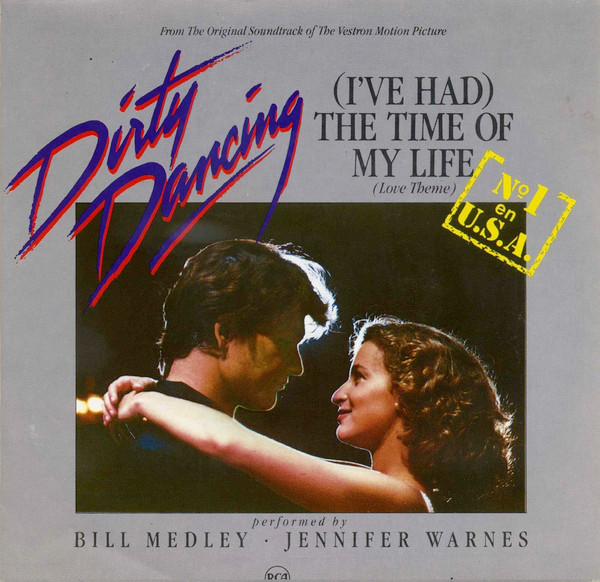 From The Original Soundtrack of The Vestron Motion Picture
Dirty
Dancing
(I'VE HAD)
THE TIME OF
MY LIFE
(Love Theme)
Nº1
en
U.S.A.
performed by
BILL MEDLEY · JENNIFER WARNES
RCA